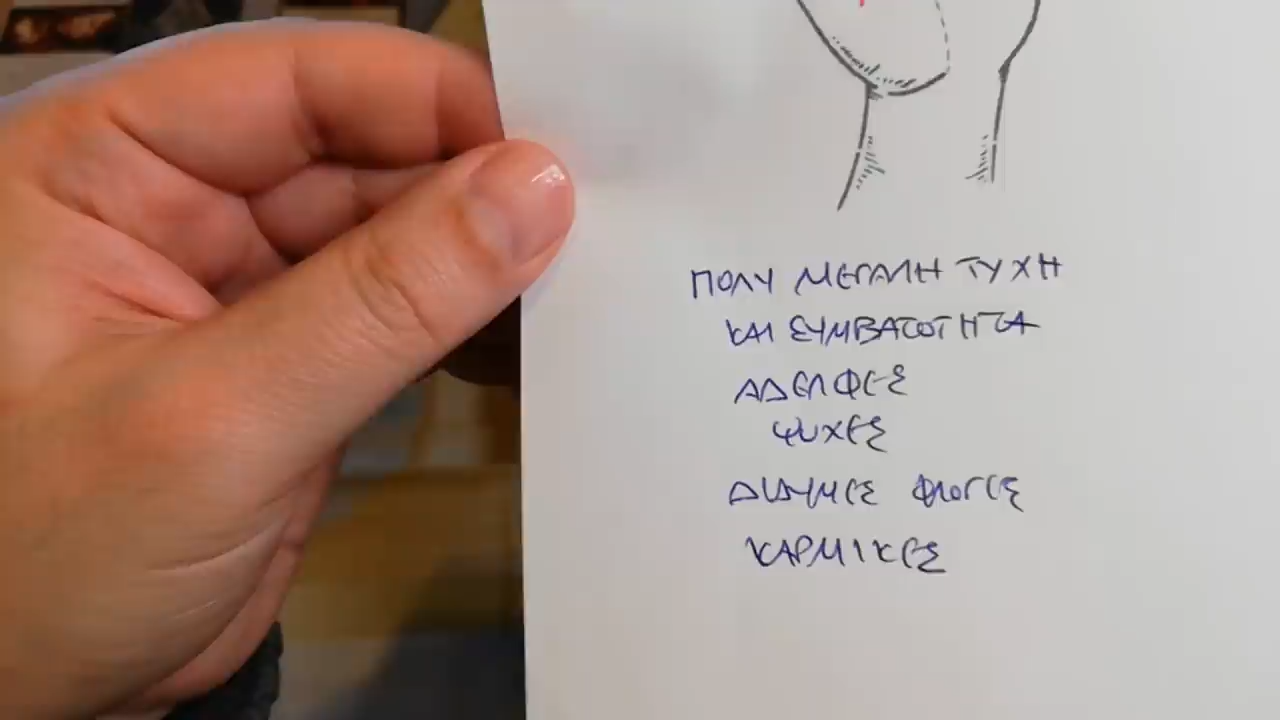 ΠΟΛΥ ΜΕΓΑΛΗ ΤΥΧΗ
ΚΑΙ ΣΥΜΒΑΤΟΤΗΤΑ
ΑΔΕΛΦΕΣ
ΨΥΧΕΣ
ΔΙΔΥΜΕΣ ΦΛΟΓΕΣ
ΚΑΡΜΙΚΕΣ